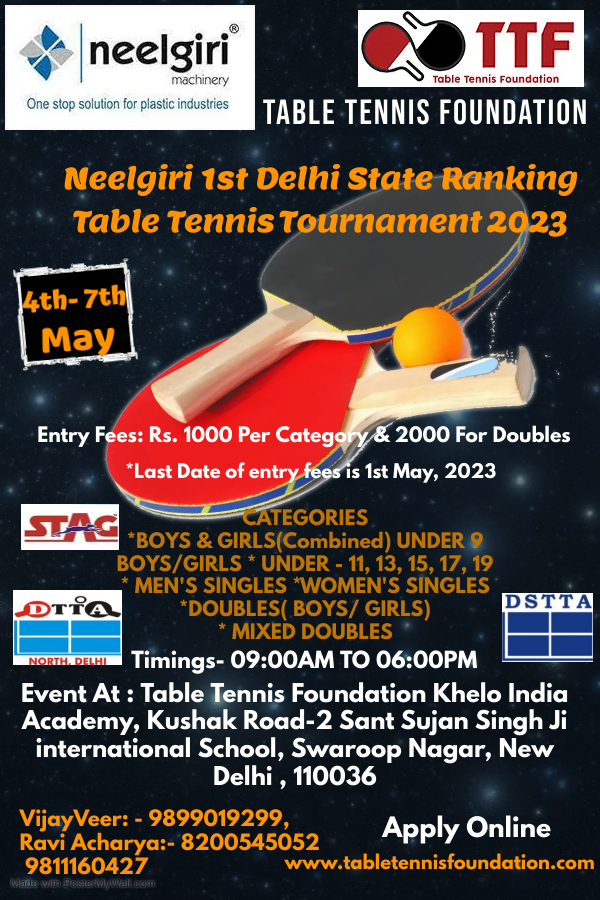 neelgiri®
machinery
One stop solution for plastic industries
TTF
Table Tennis Foundation
TABLE TENNIS FOUNDATION
Neelgiri 1st Delhi State Ranking
Table Tennis Tournament 2023
4th- 7th
May
Entry Fees: Rs. 1000 Per Category & 2000 For Doubles
*Last Date of entry fees is 1st May, 2023
STAG
CATEGORIES
*BOYS & GIRLS(Combined) UNDER 9
BOYS/GIRLS * UNDER - 11, 13, 15, 17, 19
* MEN'S SINGLES *WOMEN'S SINGLES
*DOUBLES( BOYS/ GIRLS)
* MIXED DOUBLES
DTTA
NORTH, DELHI
DSTTA
Timings- 09:00AM TO 06:00PM
Event At : Table Tennis Foundation Khelo India
Academy, Kushak Road-2 Sant Sujan Singh Ji
international School, Swaroop Nagar, New
Delhi , 110036
VijayVeer: - 9899019299,
Ravi Acharya:- 8200545052
9811160427
Apply Online
www.tabletennisfoundation.com
Made with PosterMyWall.com